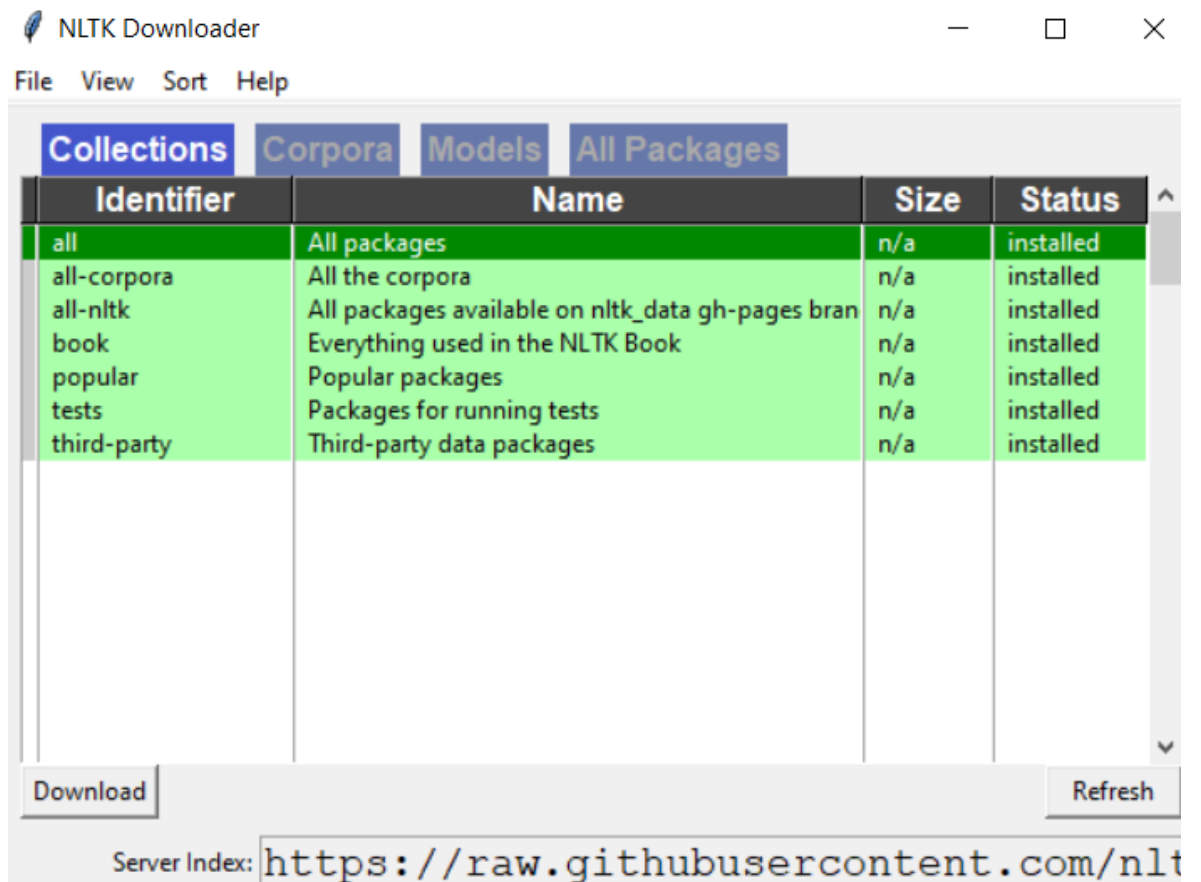 NLTK Downloader
File View Sort Help
Collections Corpora Models All Packages
Identifier Name Size Status
all All packages n/a installed
all-corpora All the corpora n/a installed
all-nltk All packages available on nltk_data gh-pages bran n/a installed
book Everything used in the NLTK Book n/a installed
popular Popular packages n/a installed
tests Packages for running tests n/a installed
third-party Third-party data packages n/a installed
Download Refresh
Server Index: https://raw.githubusercontent.com/nlt